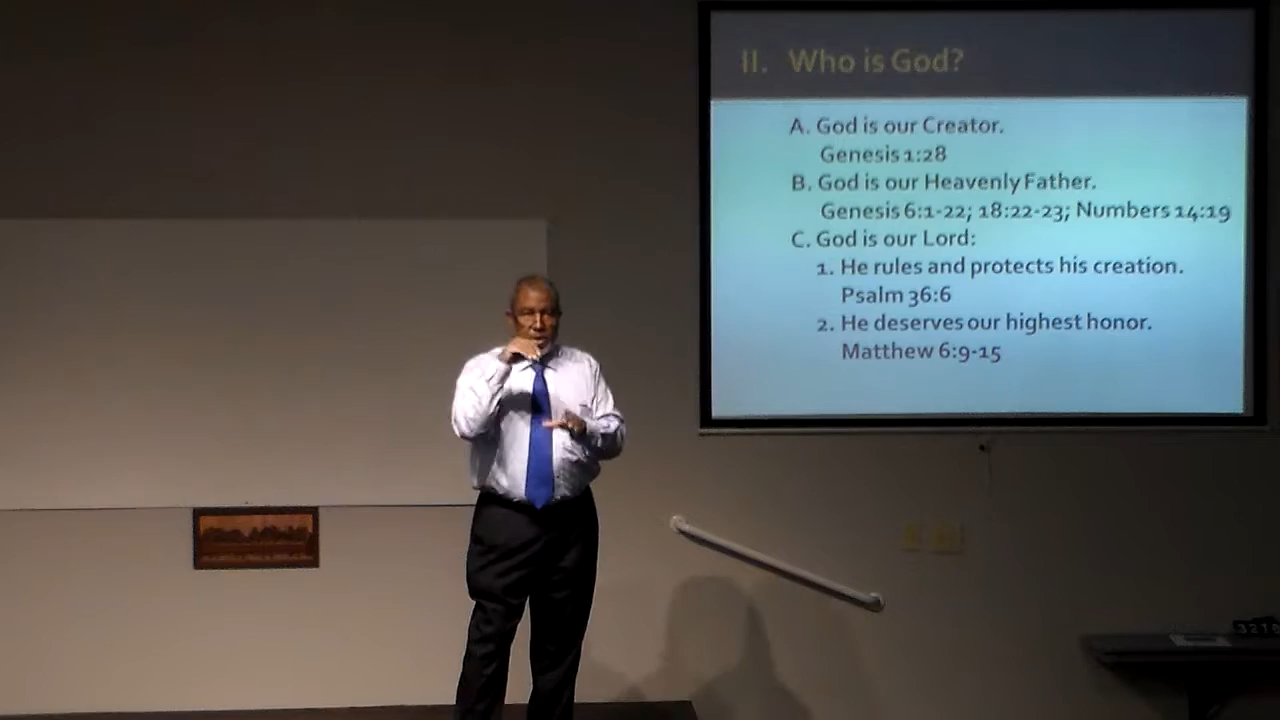 II. Who is God?
A. God is our Creator.
Genesis 1:28
B. God is our Heavenly Father.
Genesis 6:1-22; 18:22-23; Numbers 14:19
C. God is our Lord:
1. He rules and protects his creation.
Psalm 36:6
2. He deserves our highest honor.
Matthew 6:9-15